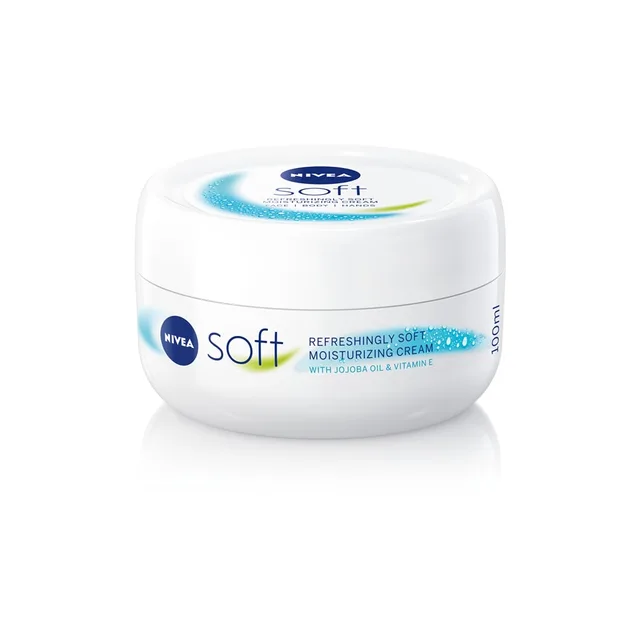 NIVEA
soft
REFRESHINGLY SOFT
MOISTURIZING CREAM
FACE | BODY | HANDS
NIVEA
soft
REFRESHINGLY SOFT
MOISTURIZING CREAM
WITH JOJOBA OIL & VITAMIN E
100ml